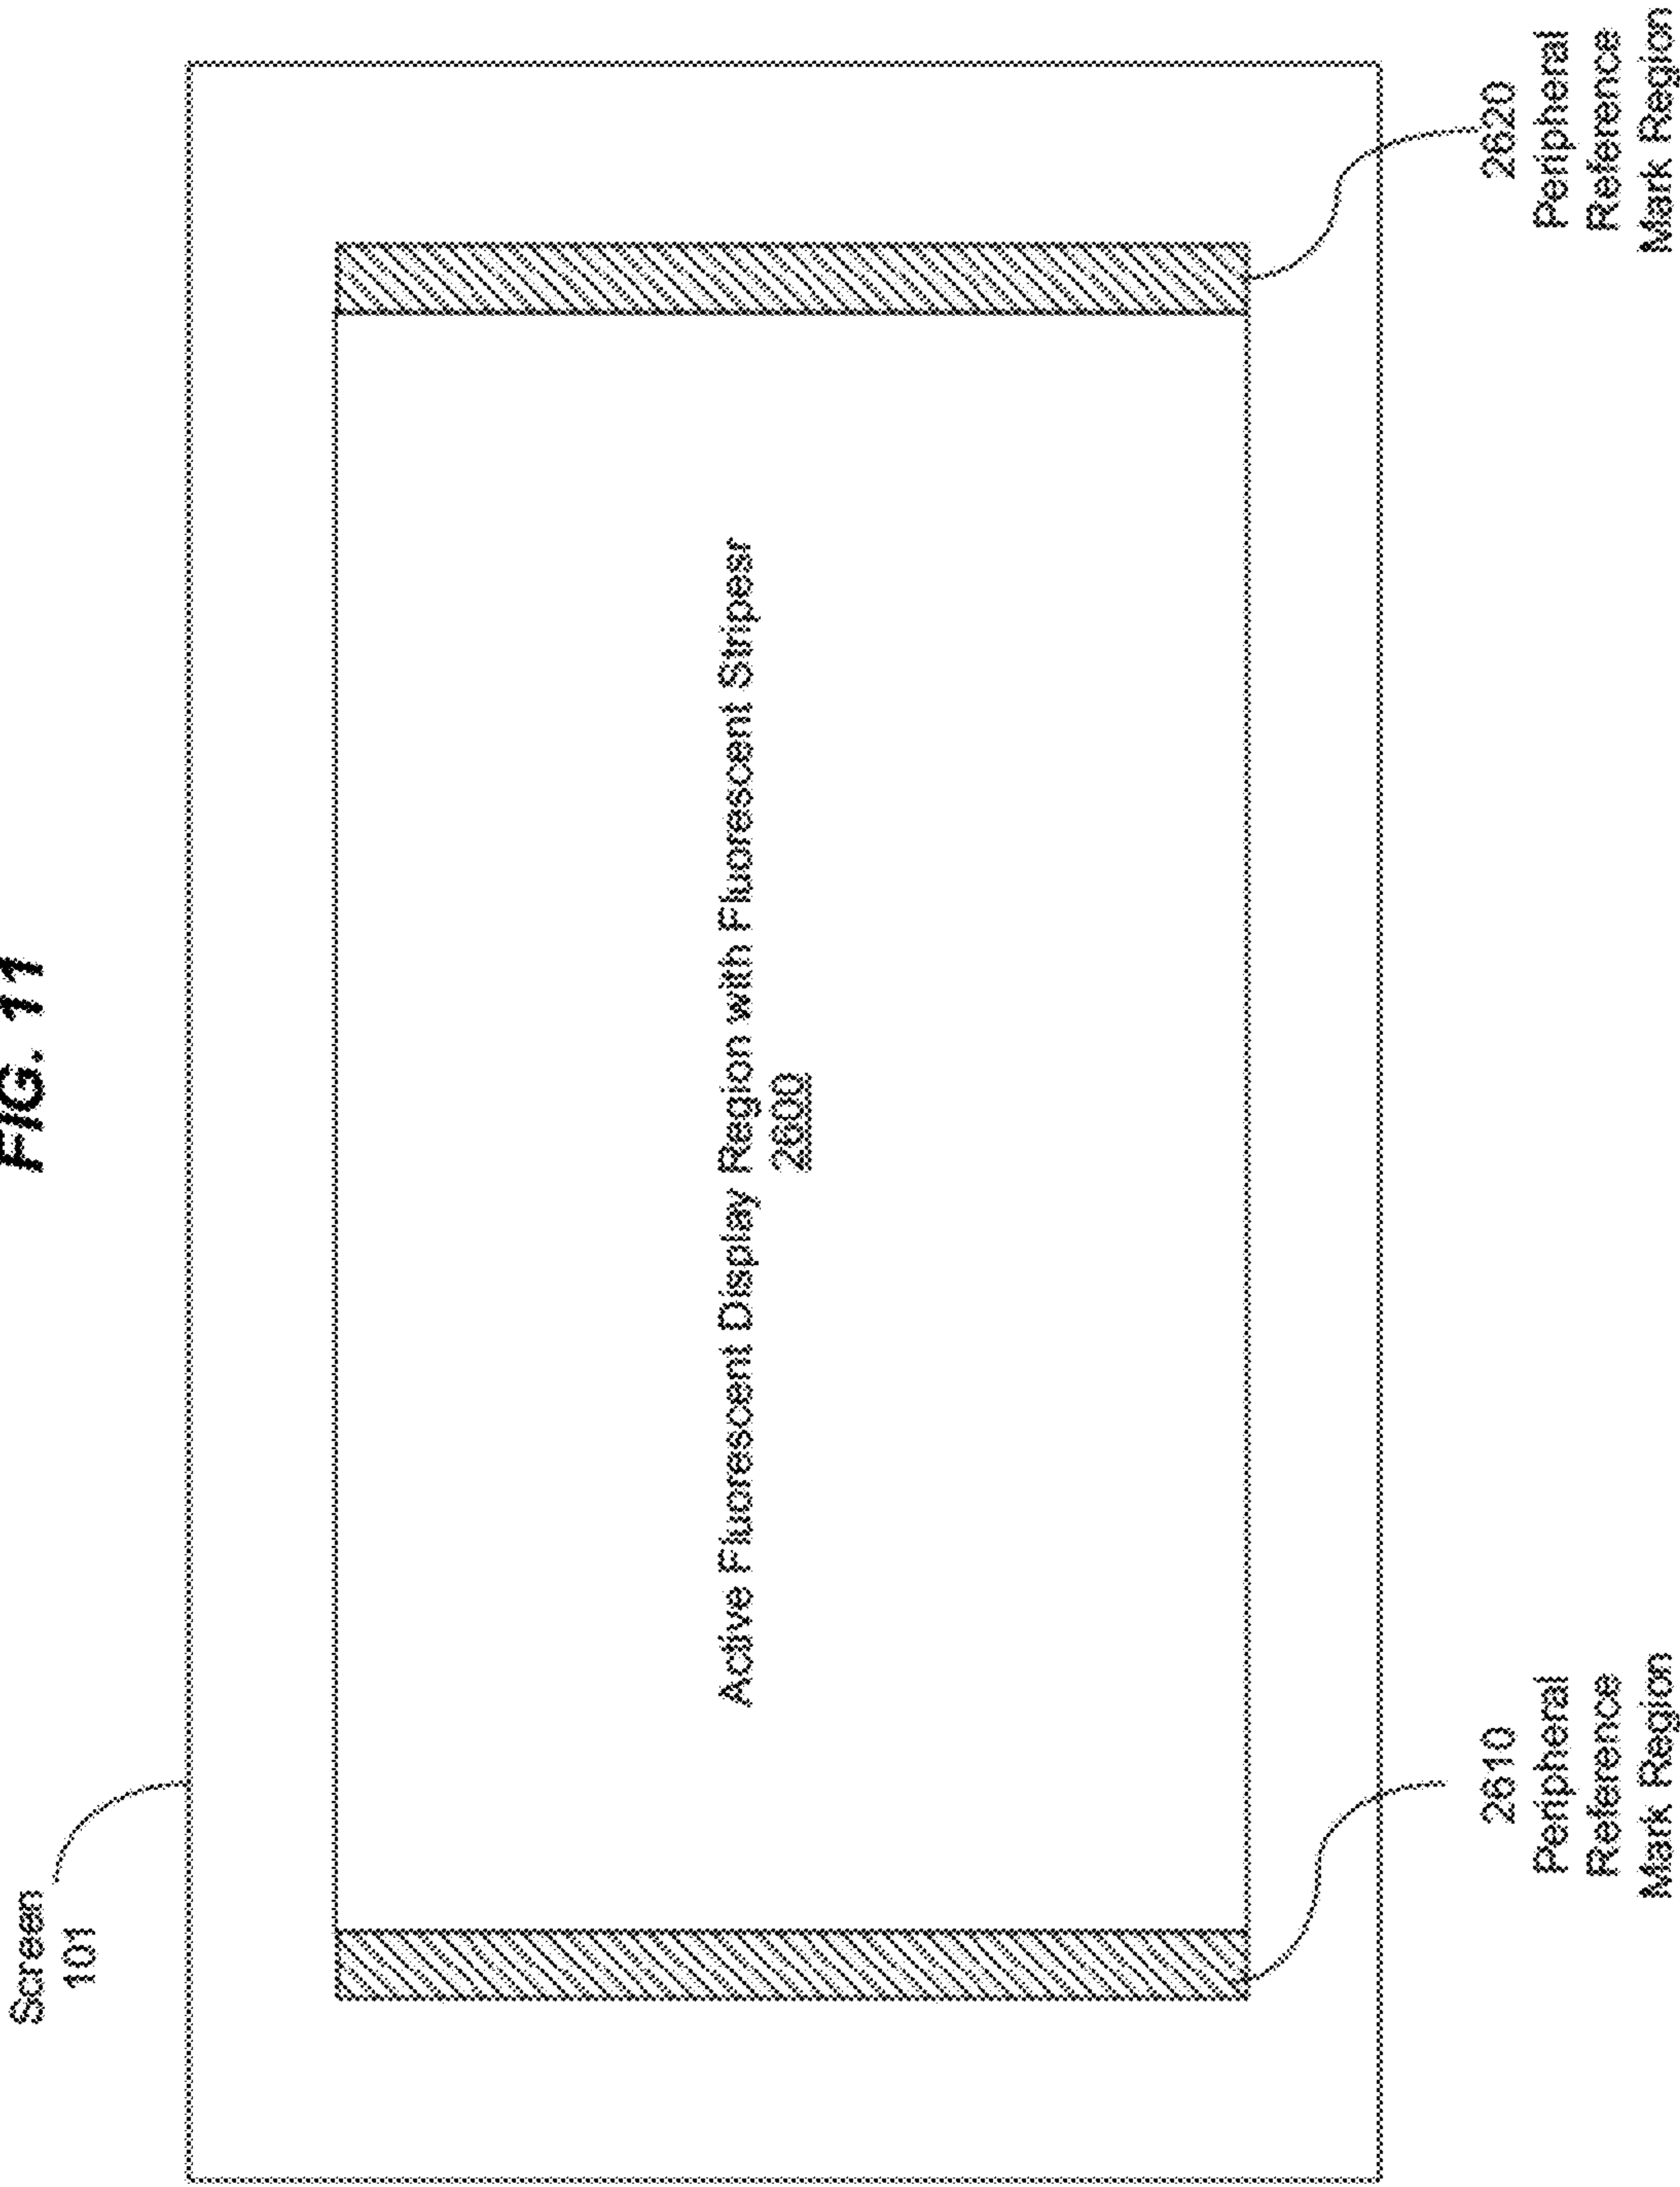 FIG. 11
Screen
101
Active Fluorescent Display Region with Fluorescent Stripesr
2600
2610
Peripheral
Reference
Mark Region
2620
Peripheral
Reference
Mark Region